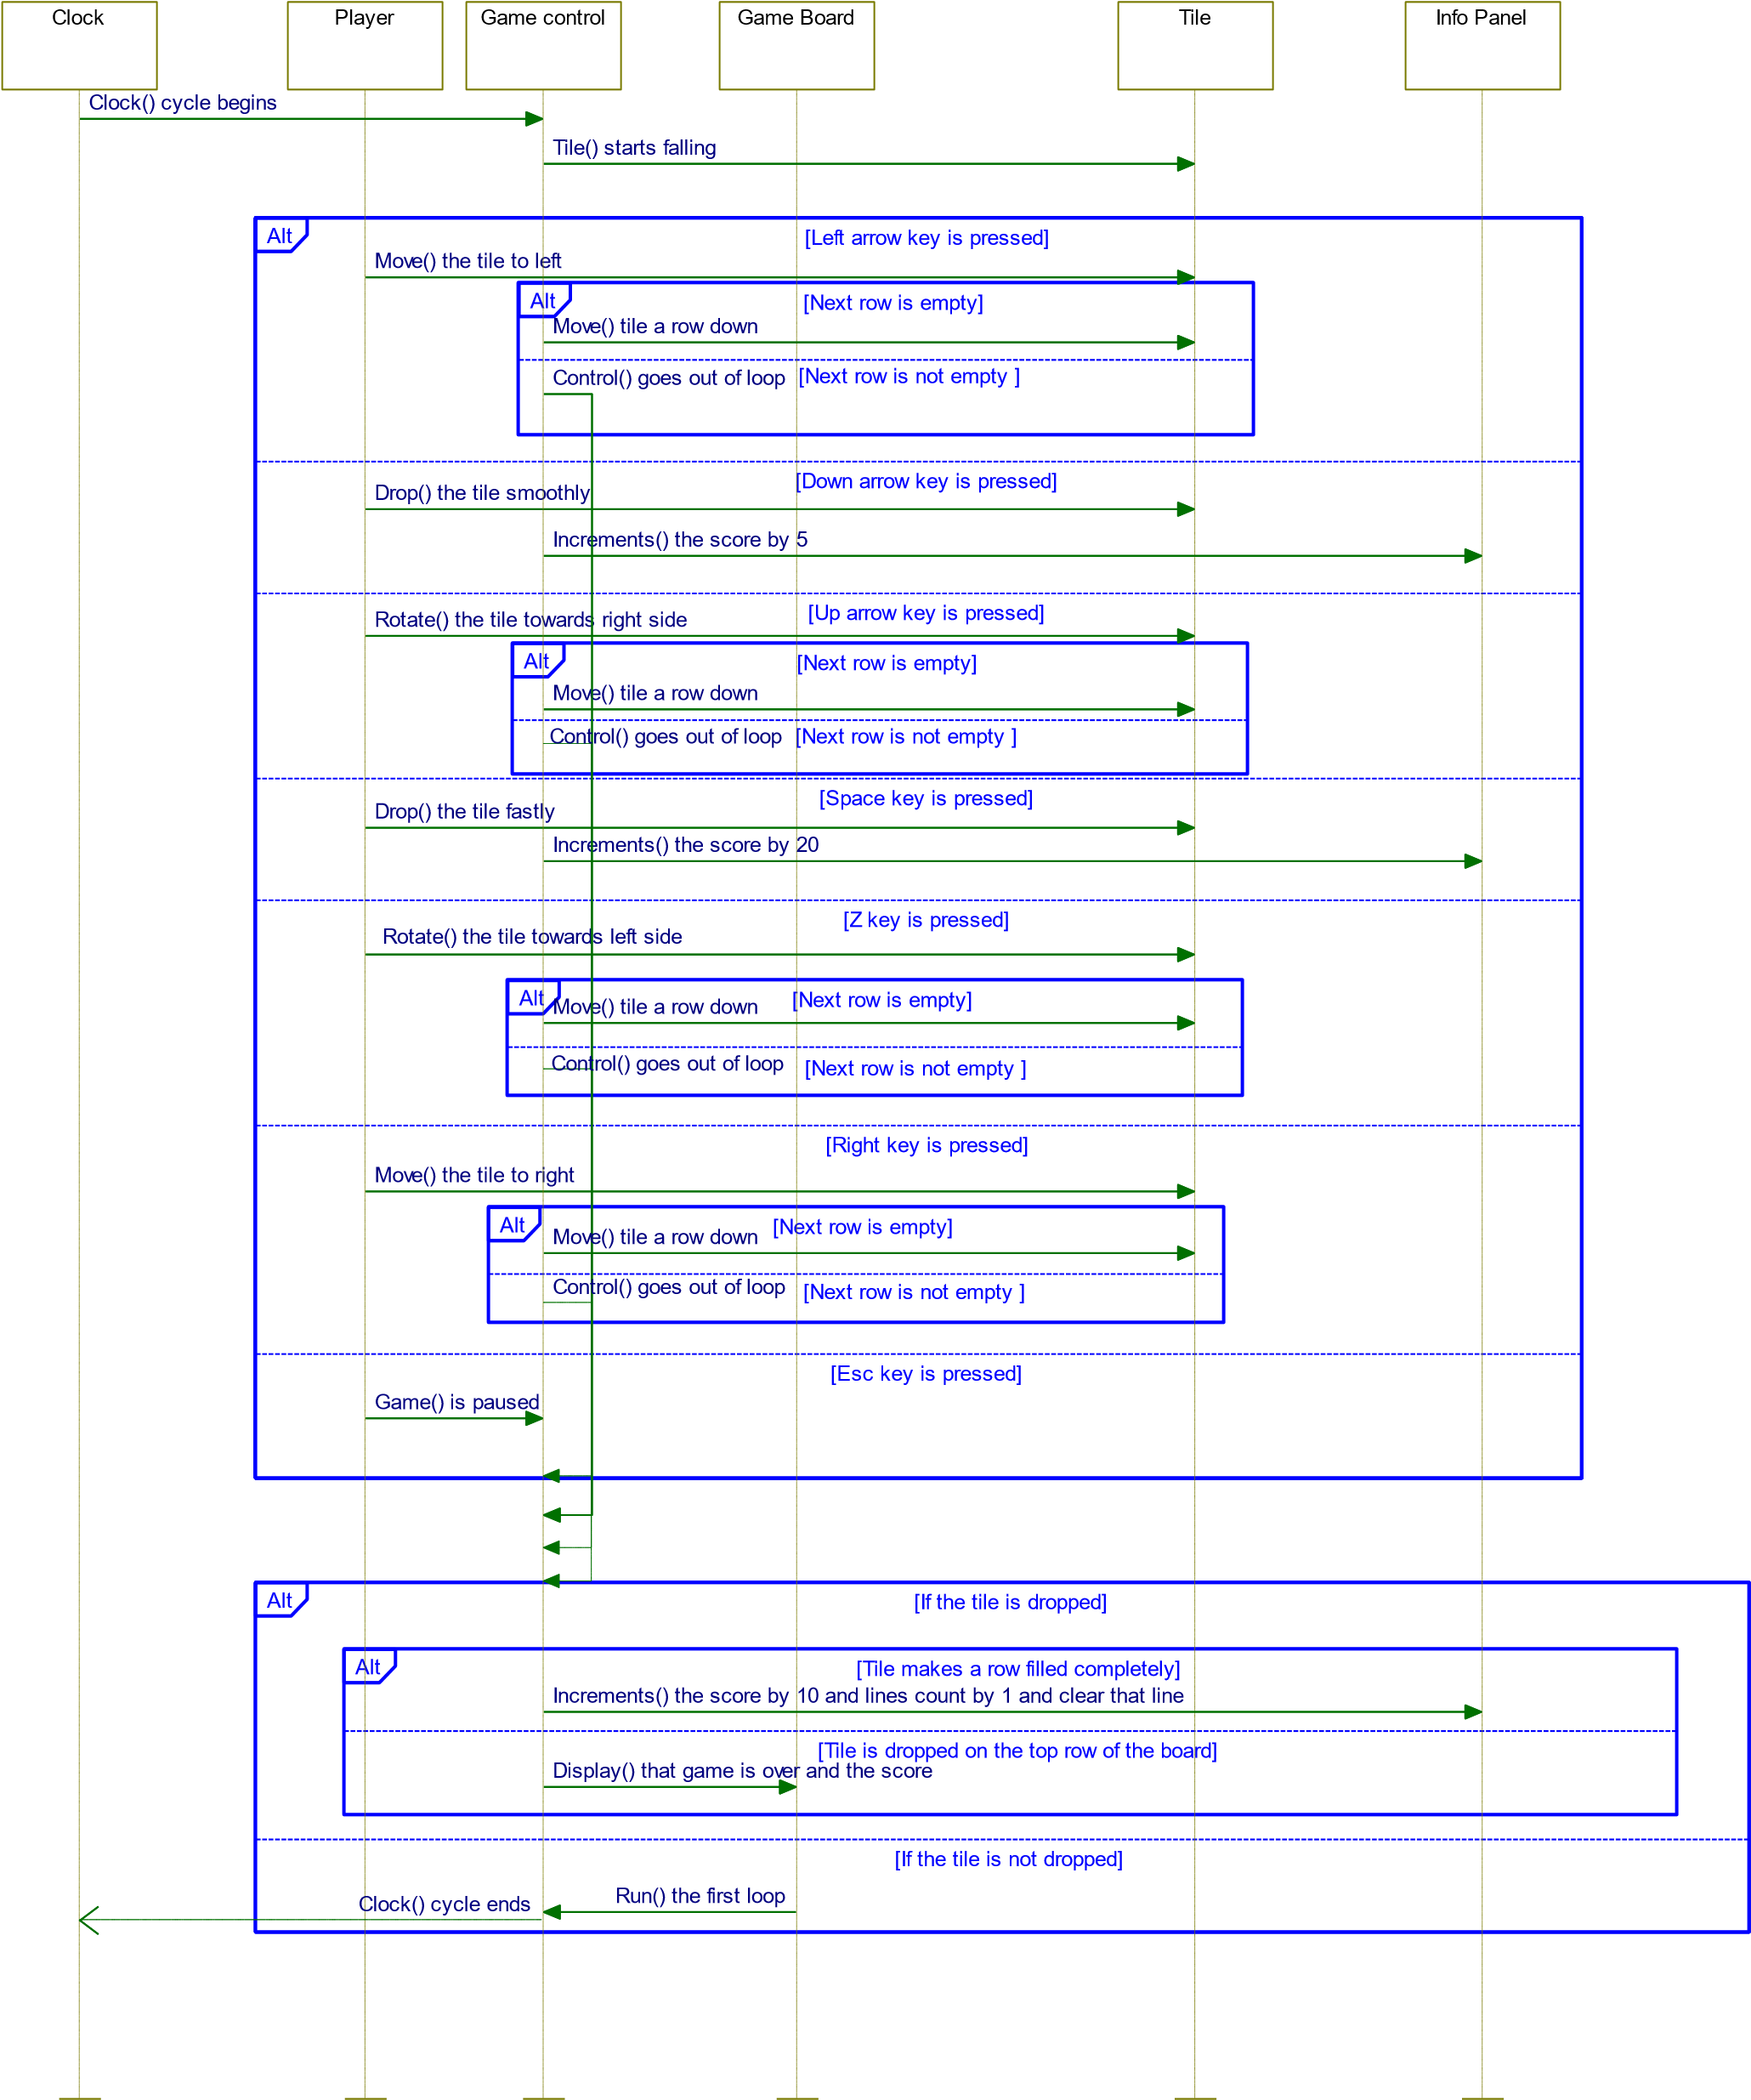 Clock
Player
Game control
Game Board
Tile
Info Panel
Clock() cycle begins
Tile() starts falling
Alt
[Left arrow key is pressed]
Move() the tile to left
Alt
[Next row is empty]
Move() tile a row down
Control() goes out of loop
[Next row is not empty ]
[Down arrow key is pressed]
Drop() the tile smoothly
Increments() the score by 5
[Up arrow key is pressed]
Rotate() the tile towards right side
Alt
[Next row is empty]
Move() tile a row down
Control() goes out of loop
[Next row is not empty ]
[Space key is pressed]
Drop() the tile fastly
Increments() the score by 20
[Z key is pressed]
Rotate() the tile towards left side
Alt
[Next row is empty]
Move() tile a row down
Control() goes out of loop
[Next row is not empty ]
[Right key is pressed]
Move() the tile to right
Alt
[Next row is empty]
Move() tile a row down
Control() goes out of loop
[Next row is not empty ]
[Esc key is pressed]
Game() is paused
Alt
[If the tile is dropped]
Alt
[Tile makes a row filled completely]
Increments() the score by 10 and lines count by 1 and clear that line
[Tile is dropped on the top row of the board]
Display() that game is over and the score
[If the tile is not dropped]
Run() the first loop
Clock() cycle ends